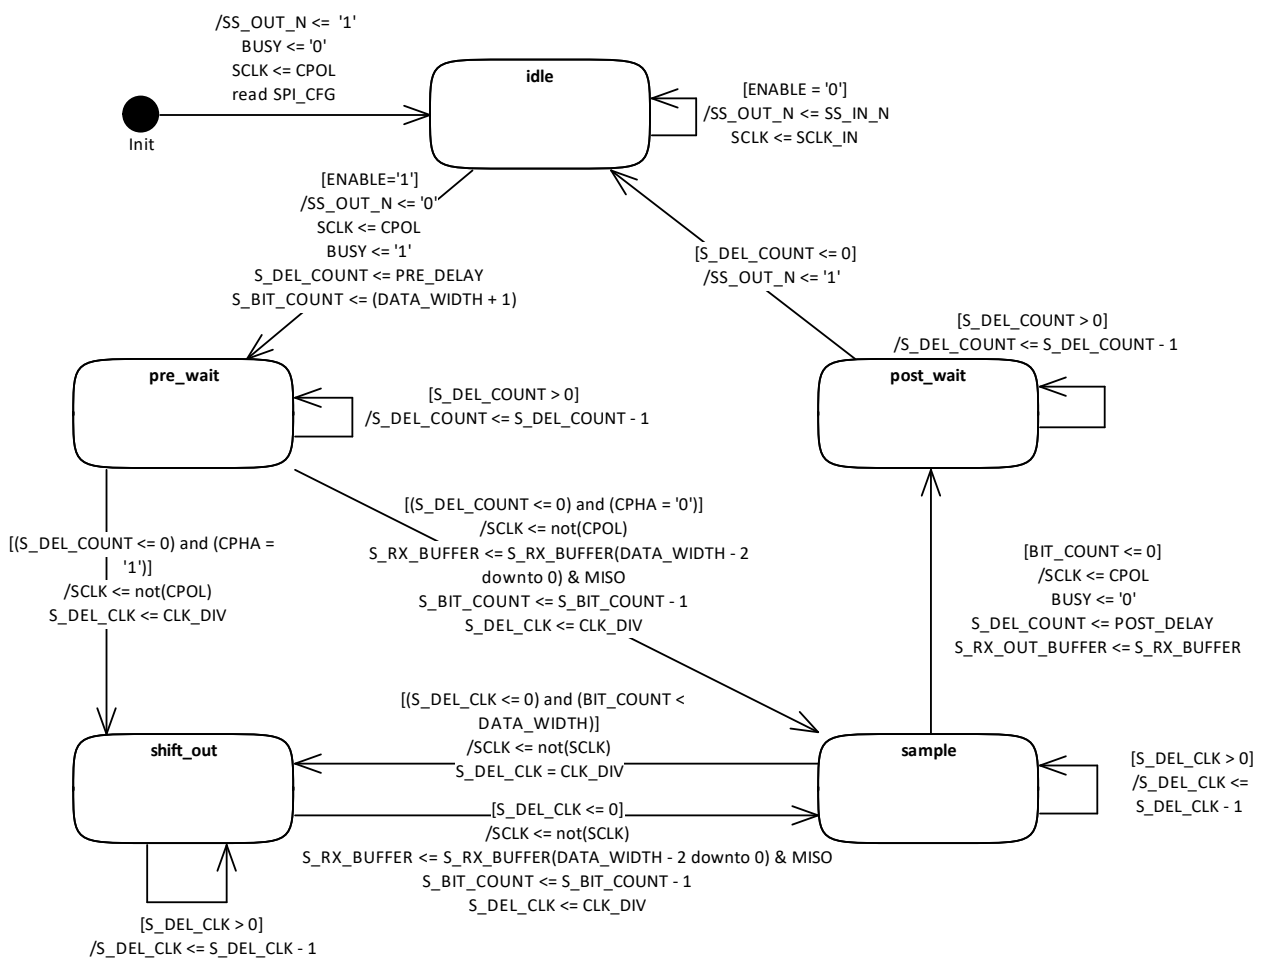 /SS_OUT_N <= '1'
BUSY <= '0'
SCLK <= CPOL
read SPI_CFG
Init
idle
[ENABLE = '0']
/SS_OUT_N <= SS_IN_N
SCLK <= SCLK_IN
[ENABLE='1']
/SS_OUT_N <= '0'
SCLK <= CPOL
BUSY <= '1'
S_DEL_COUNT <= PRE_DELAY
S_BIT_COUNT <= (DATA_WIDTH + 1)
[S_DEL_COUNT <= 0]
/SS_OUT_N <= '1'
pre_wait
[S_DEL_COUNT > 0]
/S_DEL_COUNT <= S_DEL_COUNT - 1
[S_DEL_COUNT > 0]
/S_DEL_COUNT <= S_DEL_COUNT - 1
post_wait
[(S_DEL_COUNT <= 0) and (CPHA =
'1')]
/SCLK <= not(CPOL)
S_DEL_CLK <= CLK_DIV
[(S_DEL_COUNT <= 0) and (CPHA = '0')]
/SCLK <= not(CPOL)
S_RX_BUFFER <= S_RX_BUFFER(DATA_WIDTH - 2
downto 0) & MISO
S_BIT_COUNT <= S_BIT_COUNT - 1
S_DEL_CLK <= CLK_DIV
[BIT_COUNT <= 0]
/SCLK <= CPOL
BUSY <= '0'
S_DEL_COUNT <= POST_DELAY
S_RX_OUT_BUFFER <= S_RX_BUFFER
[(S_DEL_CLK <= 0) and (BIT_COUNT <
DATA_WIDTH)]
/SCLK <= not(SCLK)
S_DEL_CLK = CLK_DIV
shift_out
sample
[S_DEL_CLK > 0]
/S_DEL_CLK <=
S_DEL_CLK - 1
[S_DEL_CLK <= 0]
/SCLK <= not(SCLK)
S_RX_BUFFER <= S_RX_BUFFER(DATA_WIDTH - 2 downto 0) & MISO
S_BIT_COUNT <= S_BIT_COUNT - 1
S_DEL_CLK <= CLK_DIV
[S_DEL_CLK > 0]
/S_DEL_CLK <= S_DEL_CLK - 1